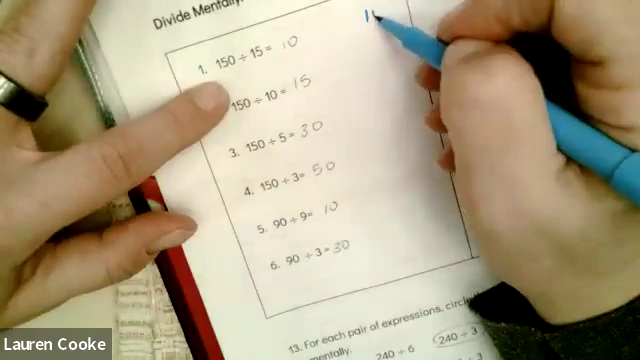 Divide Mentally.
1. 150 ÷ 15 = 10
150 ÷ 10 = 15
3. 150 ÷ 5 = 30
4. 150 ÷ 3 = 50
5. 90 ÷ 9 = 10
6. 90 ÷ 3 = 30
13. For each pair of expressions, circle
mentally.
240 ÷ 6
240 ÷ 3
Lauren Cooke